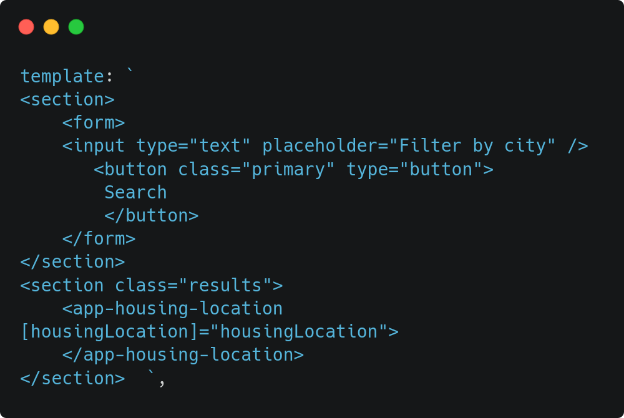 template: `
<section>
    <form>
    <input type="text" placeholder="Filter by city" />
       <button class="primary" type="button">
        Search
        </button>
    </form>
</section>
<section class="results">
    <app-housing-location
[housingLocation]="housingLocation">
    </app-housing-location>
</section>  `,